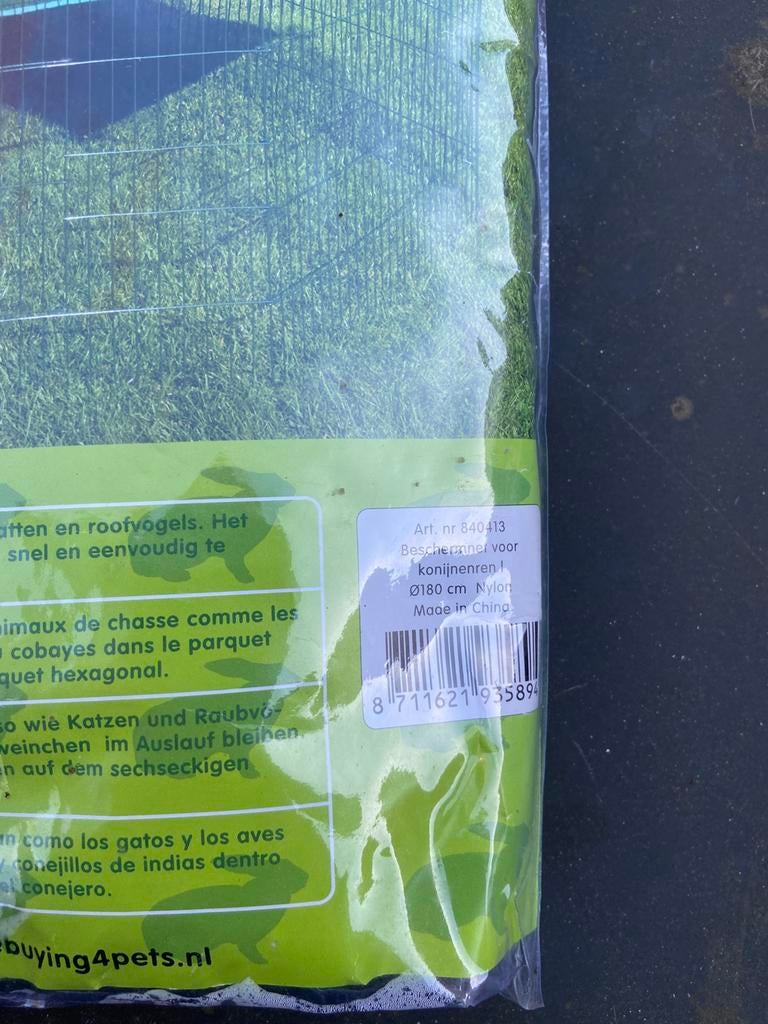 atten en roofvogels. Het
snel en eenvoudig te
nimaux de chasse comme les
cobayes dans le parquet
quet hexagonal.
so wie Katzen und Raubvö-
weinchen im Auslauf bleiben
n auf dem sechseckigen
an como los gatos y los aves
y conejillos de indias dentro
el conejero.
ebuying4pets.nl
Art. nr 840413
Beschermnet voor
konijnenren |
Ø180 cm Nylon
Made in China
8 711621 935894